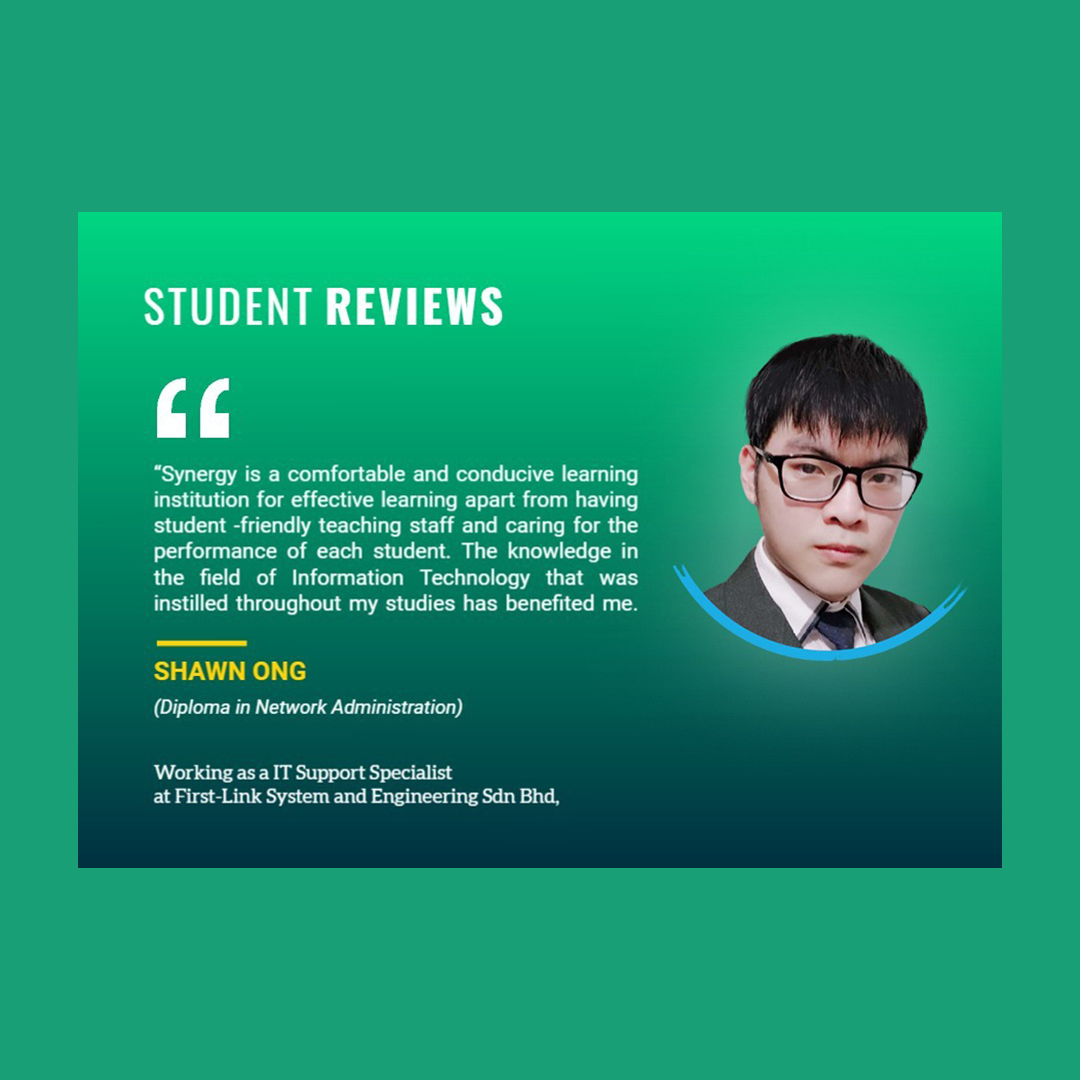 STUDENT REVIEWS
“Synergy is a comfortable and conducive learning
institution for effective learning apart from having
student -friendly teaching staff and caring for the
performance of each student. The knowledge in
the field of Information Technology that was
instilled throughout my studies has benefited me.
SHAWN ONG
(Diploma in Network Administration)
Working as a IT Support Specialist
at First-Link System and Engineering Sdn Bhd,